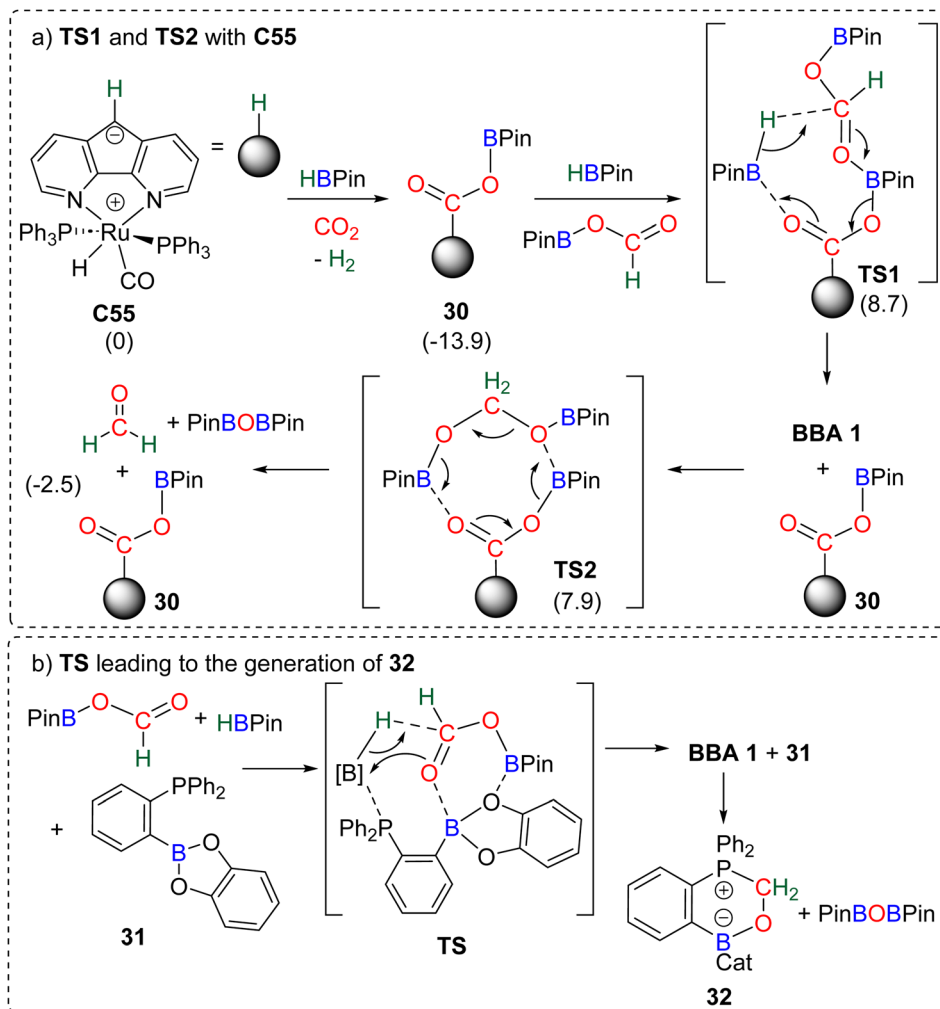 a) TS1 and TS2 with C55
H
⊖
N ⊕ N
Ph3P Ru PPh3
H CO
C55
(0)
= H
HBPin
CO2
- H2
BPin
O O
C
30
(-13.9)
HBPin
PinB O C O
H
BPin
O H
H C
PinB O BPin
O O
C
TS1
(8.7)
BBA 1
+
BPin
O O
C
30
H2
C
O O BPin
PinB BPin
O O
C
TS2
(7.9)
O
C
H H
+ PinBOBPin
(-2.5) +
BPin
O O
C
30
b) TS leading to the generation of 32
PinB O C O + HBPin
H
+
PPh2
B O
O
31
H H C O
[B] O BPin
Ph2P B O
O
TS
BBA 1 + 31
Ph2
P CH2
⊕
⊖ O
B
Cat
+ PinBOBPin
32